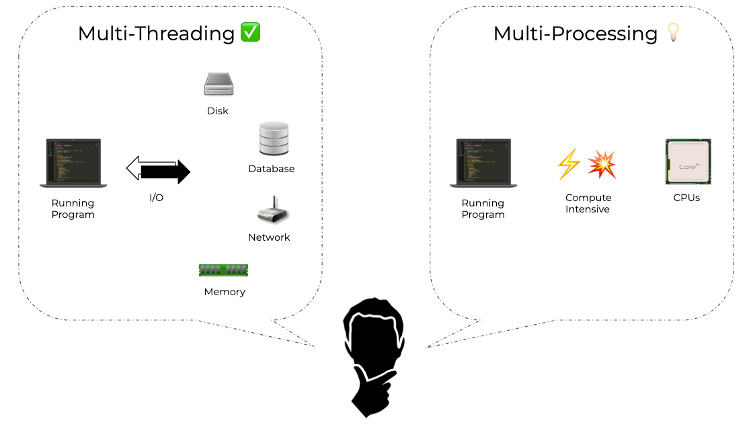 Multi-Threading ✅
Multi-Processing 💡
Disk
Database
Running
Program
I/O
Network
Memory
Running
Program
Compute
Intensive
Core
CPUs